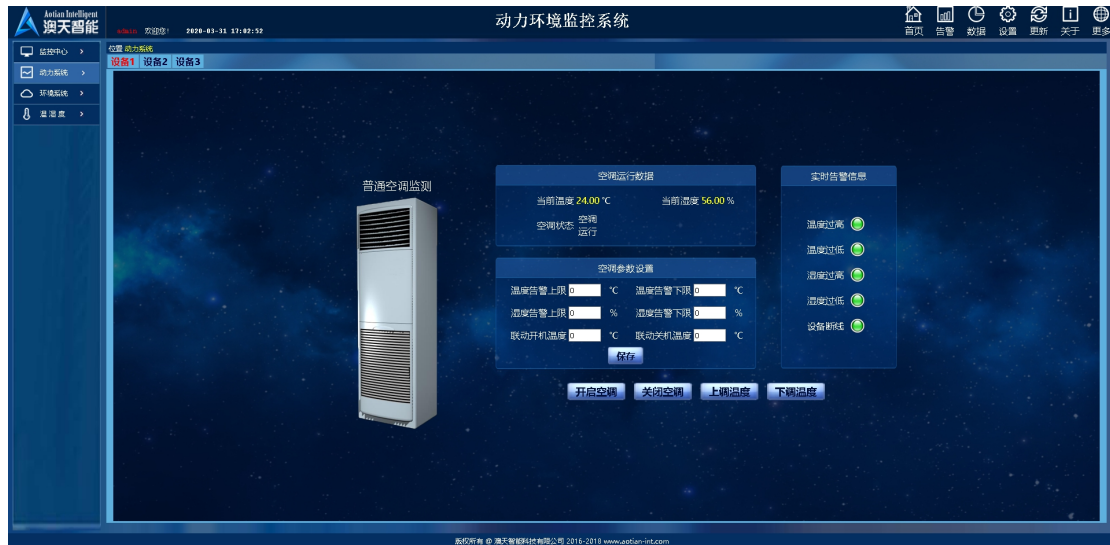 Aotian Intelligent
澳天智能
admin 欢迎您! 2020-03-31 17:02:52
动力环境监控系统
首页 告警 数据 设置 更新 关于 更多
监控中心 >
动力系统 >
环境系统 >
温湿度 >
位置 动力系统
设备1 设备2 设备3
普通空调监测
空调运行数据
当前温度 24.00 ℃ 当前湿度 56.00 %
空调状态 空调
运行
空调参数设置
温度告警上限 0 ℃ 温度告警下限 0 ℃
湿度告警上限 0 % 湿度告警下限 0 %
联动开机温度 0 ℃ 联动关机温度 0 ℃
保存
开启空调 关闭空调 上调温度 下调温度
实时告警信息
温度过高
温度过低
湿度过高
湿度过低
设备断线
版权所有 @ 澳天智能科技有限公司 2016-2018 www.aotian-int.com